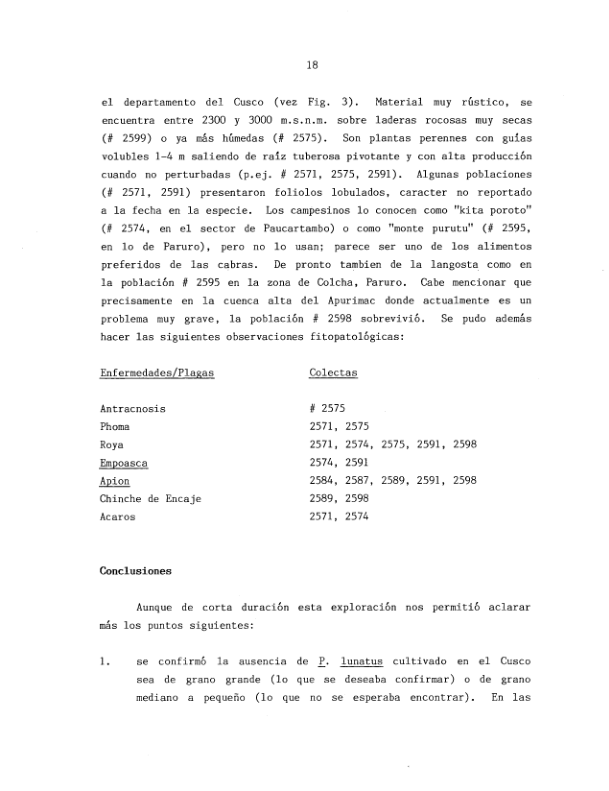 18
el departamento del Cusco (vez Fig. 3). Material muy rústico, se
encuentra entre 2300 y 3000 m.s.n.m. sobre laderas rocosas muy secas
(# 2599) o ya más húmedas (# 2575). Son plantas perennes con guías
volubles 1-4 m saliendo de raíz tuberosa pivotante y con alta producción
cuando no perturbadas (p.ej. # 2571, 2575, 2591). Algunas poblaciones
(# 2571, 2591) presentaron foliolos lobulados, caracter no reportado
a la fecha en la especie. Los campesinos lo conocen como "kita poroto"
(# 2574, en el sector de Paucartambo) o como "monte purutu" (# 2595,
en lo de Paruro), pero no lo usan; parece ser uno de los alimentos
preferidos de las cabras. De pronto tambien de la langosta como en
la población # 2595 en la zona de Colcha, Paruro. Cabe mencionar que
precisamente en la cuenca alta del Apurimac donde actualmente es un
problema muy grave, la población # 2598 sobrevivió. Se pudo además
hacer las siguientes observaciones fitopatológicas:
Enfermedades/Plagas Colectas
Antracnosis # 2575
Phoma 2571, 2575
Roya 2571, 2574, 2575, 2591, 2598
Empoasca 2574, 2591
Apion 2584, 2587, 2589, 2591, 2598
Chinche de Encaje 2589, 2598
Acaros 2571, 2574
Conclusiones
Aunque de corta duración esta exploración nos permitió aclarar
más los puntos siguientes:
1. se confirmó la ausencia de P. lunatus cultivado en el Cusco
sea de grano grande (lo que se deseaba confirmar) o de grano
mediano a pequeño (lo que no se esperaba encontrar). En las